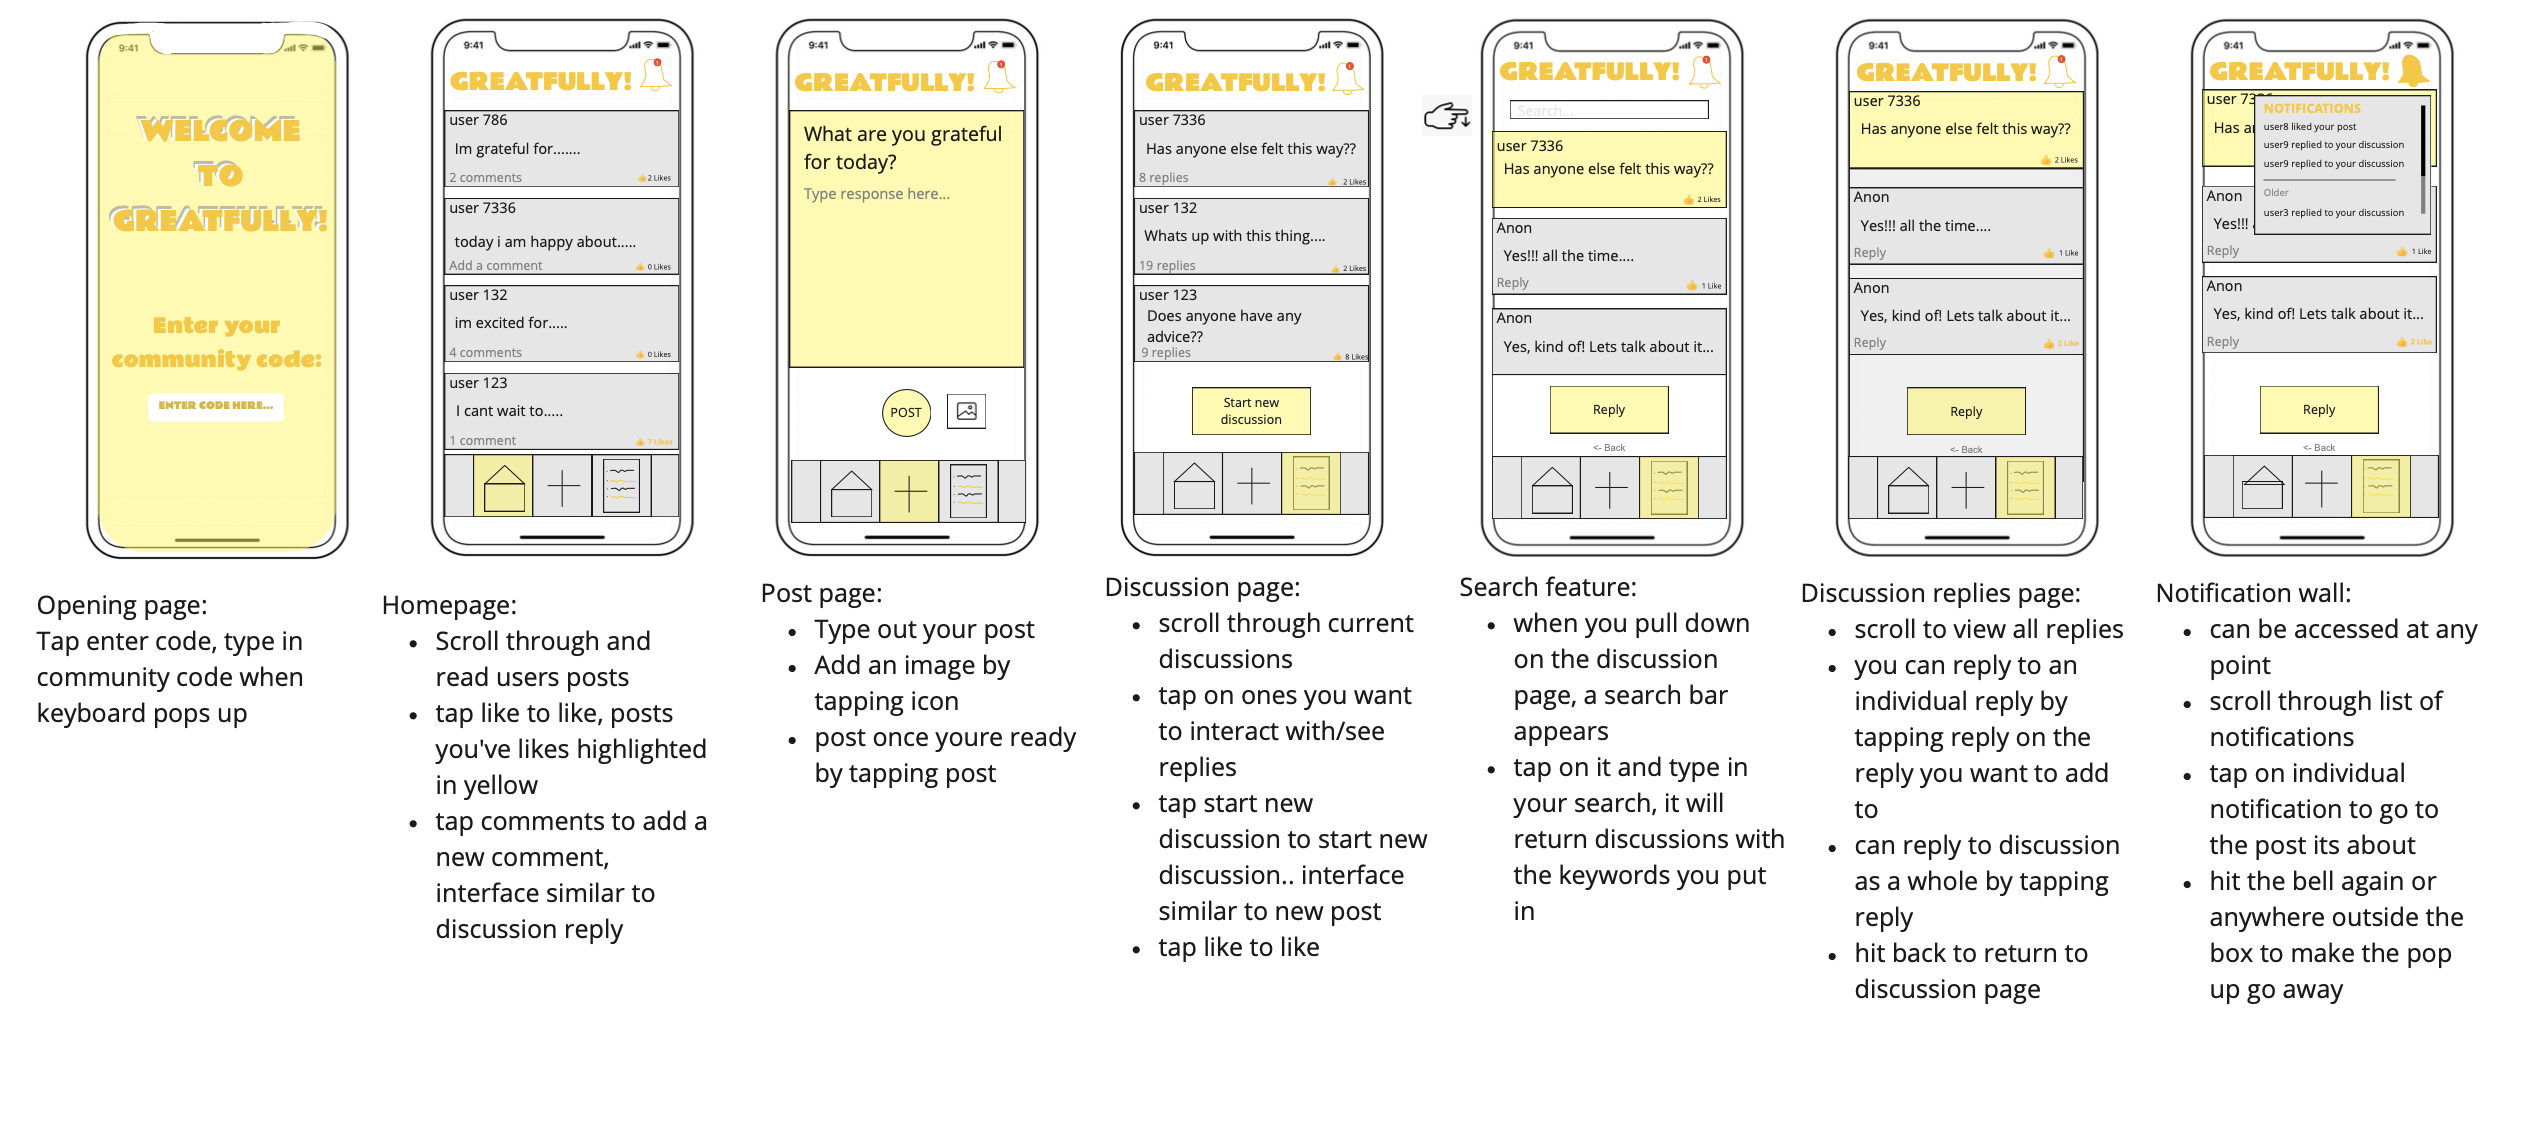 9:41
WELCOME
TO
GREATFULLY!
Enter your
community code:
ENTER CODE HERE...
Opening page:
Tap enter code, type in
community code when
keyboard pops up
9:41
GREATFULLY!
1
user 786
Im grateful for.......
2 comments
2 Likes
user 7336
today i am happy about.....
Add a comment
0 Likes
user 132
im excited for.....
4 comments
0 Likes
user 123
I cant wait to.....
1 comment
7 Likes
Homepage:
• Scroll through and
read users posts
• tap like to like, posts
you've likes highlighted
in yellow
• tap comments to add a
new comment,
interface similar to
discussion reply
9:41
GREATFULLY!
1
What are you grateful
for today?
Type response here...
POST
Post page:
• Type out your post
• Add an image by
tapping icon
• post once youre ready
by tapping post
9:41
GREATFULLY!
1
user 7336
Has anyone else felt this way??
8 replies
2 Likes
user 132
Whats up with this thing....
19 replies
2 Likes
user 123
Does anyone have any
advice??
9 replies
8 Likes
Start new
discussion
Discussion page:
• scroll through current
discussions
• tap on ones you want
to interact with/see
replies
• tap start new
discussion to start new
discussion.. interface
similar to new post
• tap like to like
9:41
GREATFULLY!
1
Search...
user 7336
Has anyone else felt this way??
2 Likes
Anon
Yes!!! all the time....
Reply
1 Like
Anon
Yes, kind of! Lets talk about it...
Reply
<- Back
Search feature:
• when you pull down
on the discussion
page, a search bar
appears
• tap on it and type in
your search, it will
return discussions with
the keywords you put
in
9:41
GREATFULLY!
1
user 7336
Has anyone else felt this way??
2 Likes
Anon
Yes!!! all the time....
Reply
1 Like
Anon
Yes, kind of! Lets talk about it...
Reply
2 Like
Reply
<- Back
Discussion replies page:
• scroll to view all replies
• you can reply to an
individual reply by
tapping reply on the
reply you want to add
to
• can reply to discussion
as a whole by tapping
reply
• hit back to return to
discussion page
9:41
GREATFULLY!
user 73
Has a
NOTIFICATIONS
user8 liked your post
user9 replied to your discussion
user9 replied to your discussion
Older
user3 replied to your discussion
Anon
Yes!!!
Reply
1 Like
Anon
Yes, kind of! Lets talk about it...
Reply
2 Like
Reply
<- Back
Notification wall:
• can be accessed at any
point
• scroll through list of
notifications
• tap on individual
notification to go to
the post its about
• hit the bell again or
anywhere outside the
box to make the pop
up go away